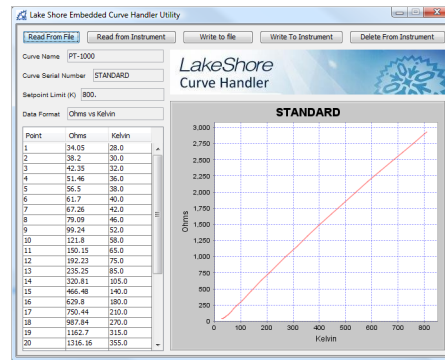 Lake Shore Embedded Curve Handler Utility
Read From File Read from Instrument Write to file Write To Instrument Delete From Instrument
Curve Name PT-1000
Curve Serial Number STANDARD
Setpoint Limit (K) 800.
Data Format Ohms vs Kelvin
LakeShore
Curve Handler
Point Ohms Kelvin
1 34.05 28.0
2 38.2 30.0
3 42.35 32.0
4 51.46 36.0
5 56.5 38.0
6 61.7 40.0
7 67.26 42.0
8 79.09 46.0
9 99.24 52.0
10 121.8 58.0
11 150.15 65.0
12 192.23 75.0
13 235.25 85.0
14 320.81 105.0
15 466.48 140.0
16 629.8 180.0
17 750.44 210.0
18 987.84 270.0
19 1162.7 315.0
20 1316.16 355.0
STANDARD
3,000
2,750
2,500
2,250
2,000
1,750
1,500
1,250
1,000
750
500
250
0
Ohms
0 100 200 300 400 500 600 700 800
Kelvin